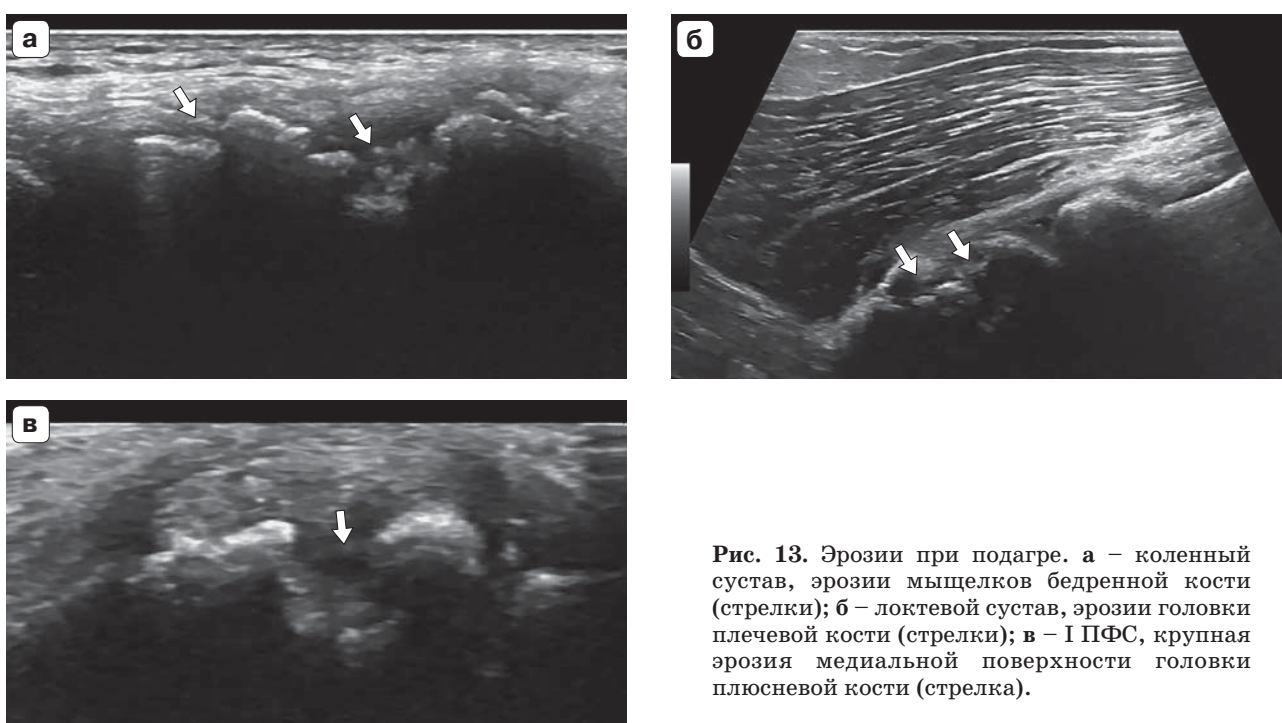 а
б
в
Рис. 13. Эрозии при подагре. а – коленный
сустав, эрозии мыщелков бедренной кости
(стрелки); б – локтевой сустав, эрозии головки
плечевой кости (стрелки); в – I ПФС, крупная
эрозия медиальной поверхности головки
плюсневой кости (стрелка).